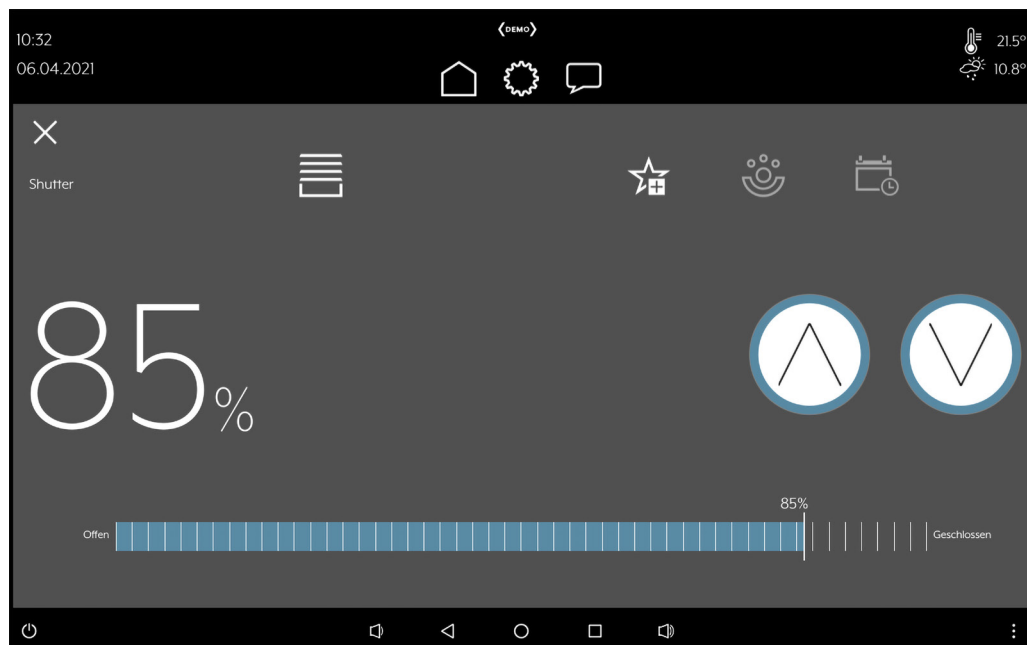 10:32
06.04.2021
DEMO
21.5°
10.8°
Shutter
85%
85%
Offen
Geschlossen